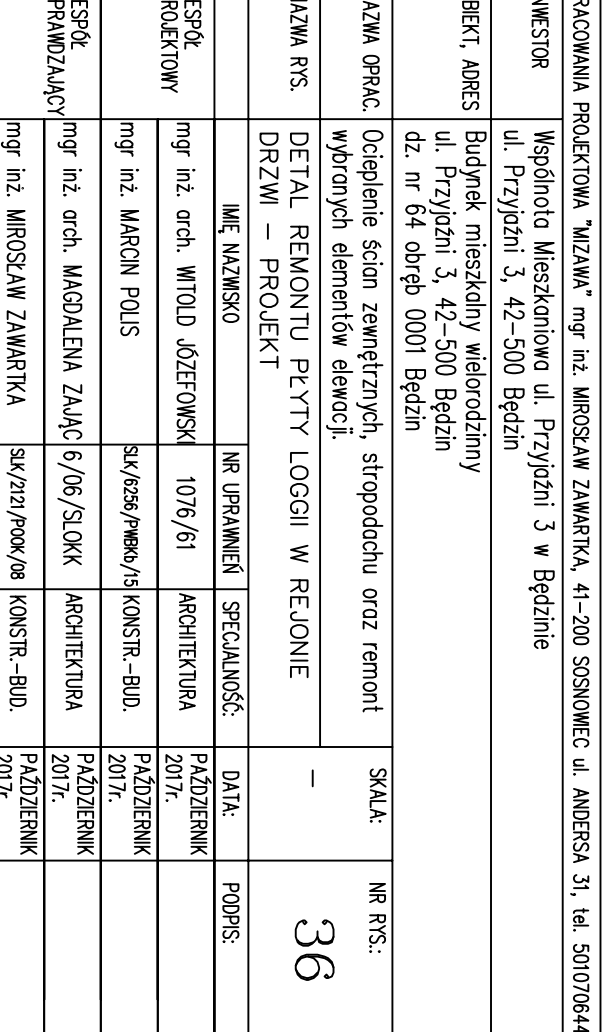 RACOWANIA PROJEKTOWA "MIZAWA" mgr inż. MIROSŁAW ZAWARTKA, 41-200 SOSNOWIEC ul. ANDERSA 31, tel. 501070644
NWESTOR
Wspólnota Mieszkaniowa ul. Przyjaźni 3 w Będzinie
ul. Przyjaźni 3, 42-500 Będzin
BIEKT, ADRES
Budynek mieszkalny wielorodzinny
ul. Przyjaźni 3, 42-500 Będzin
dz. nr 64 obręb 0001 Będzin
AZWA OPRAC.
Ocieplenie ścian zewnętrznych, stropodachu oraz remont
wybranych elementów elewacji.
SKALA:
–
NR RYS.:
36
IAZWA RYS.
DETAL REMONTU PŁYTY LOGGII W REJONIE
DRZWI – PROJEKT
IMIĘ NAZWISKO NR UPRAWNIEŃ SPECJALNOŚĆ: DATA: PODPIS:
ESPÓŁ
ROJEKTOWY
mgr inż. arch. WITOLD JÓZEFOWSKI 1076/61 ARCHITEKTURA PAŹDZIERNIK
2017r.
mgr inż. MARCIN POLIS SLK/6256/PWBKb/15 KONSTR.-BUD. PAŹDZIERNIK
2017r.
ESPÓŁ
PRAWDZAJĄCY
mgr inż. arch. MAGDALENA ZAJĄC 6/06/SLOKK ARCHITEKTURA PAŹDZIERNIK
2017r.
mgr inż. MIROSŁAW ZAWARTKA SLK/2121/POOK/08 KONSTR.-BUD. PAŹDZIERNIK
2017r.